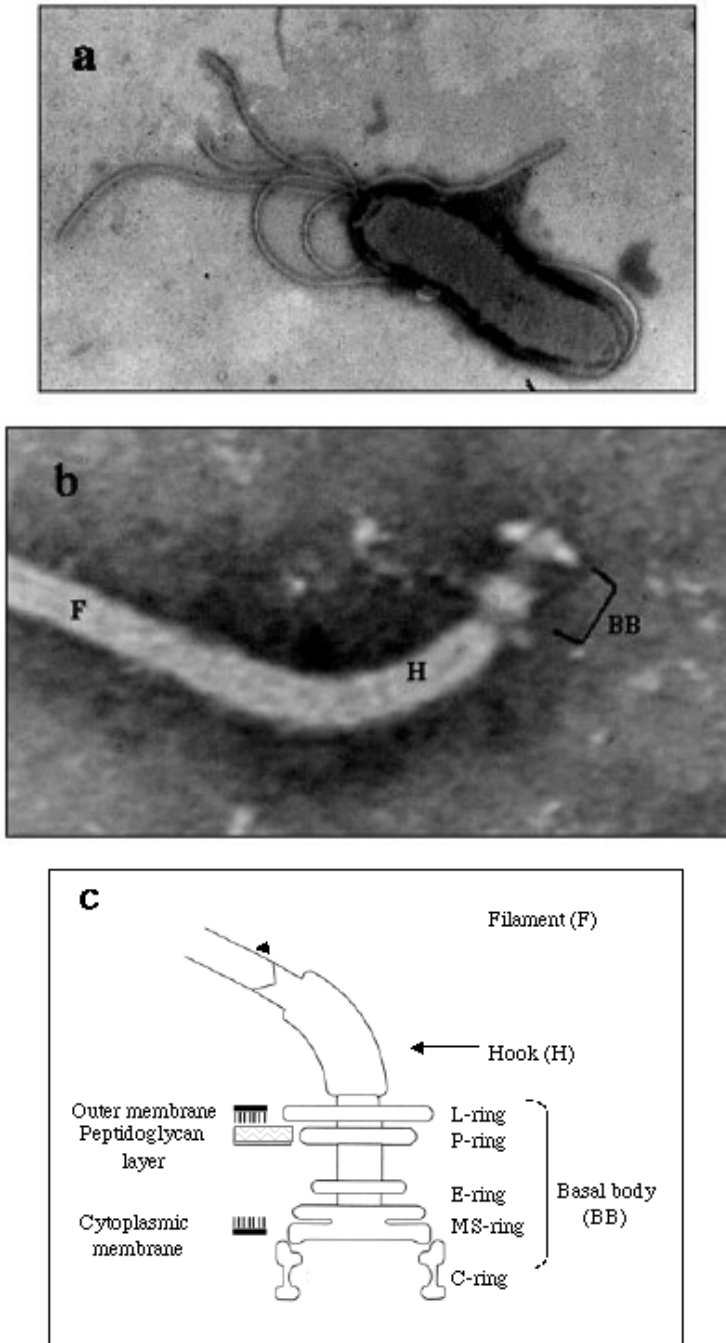 a
b
F
H
BB
c
Filament (F)
Hook (H)
Outer membrane
L-ring
Peptidoglycan
layer
P-ring
E-ring
Basal body
(BB)
Cytoplasmic
membrane
MS-ring
C-ring